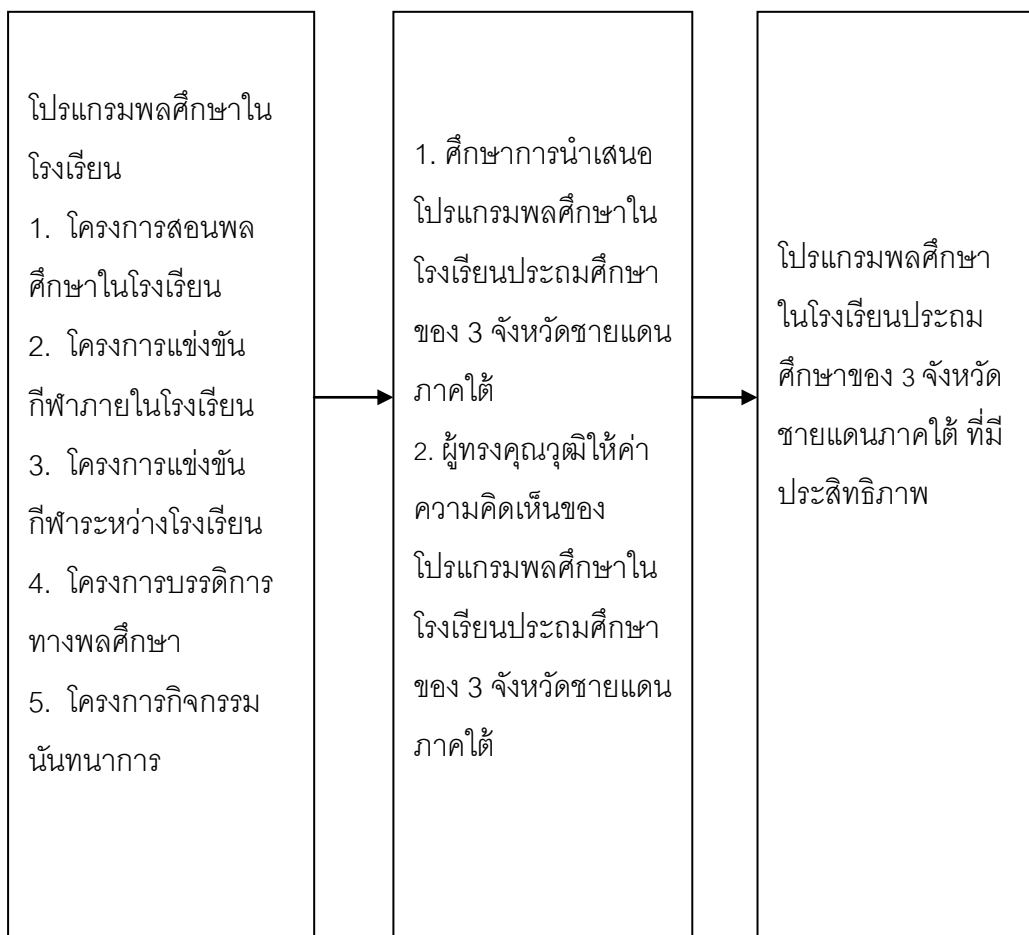 โปรแกรมพลศึกษาใน
โรงเรียน
1. โครงการสอนพล
ศึกษาในโรงเรียน
2. โครงการแข่งขัน
กีฬาภายในโรงเรียน
3. โครงการแข่งขัน
กีฬาระหว่างโรงเรียน
4. โครงการบรรดิการ
ทางพลศึกษา
5. โครงการกิจกรรม
นันทนาการ
1. ศึกษาการนำเสนอ
โปรแกรมพลศึกษาใน
โรงเรียนประถมศึกษา
ของ 3 จังหวัดชายแดน
ภาคใต้
2. ผู้ทรงคุณวุฒิให้ค่า
ความคิดเห็นของ
โปรแกรมพลศึกษาใน
โรงเรียนประถมศึกษา
ของ 3 จังหวัดชายแดน
ภาคใต้
โปรแกรมพลศึกษา
ในโรงเรียนประถม
ศึกษาของ 3 จังหวัด
ชายแดนภาคใต้ ที่มี
ประสิทธิภาพ